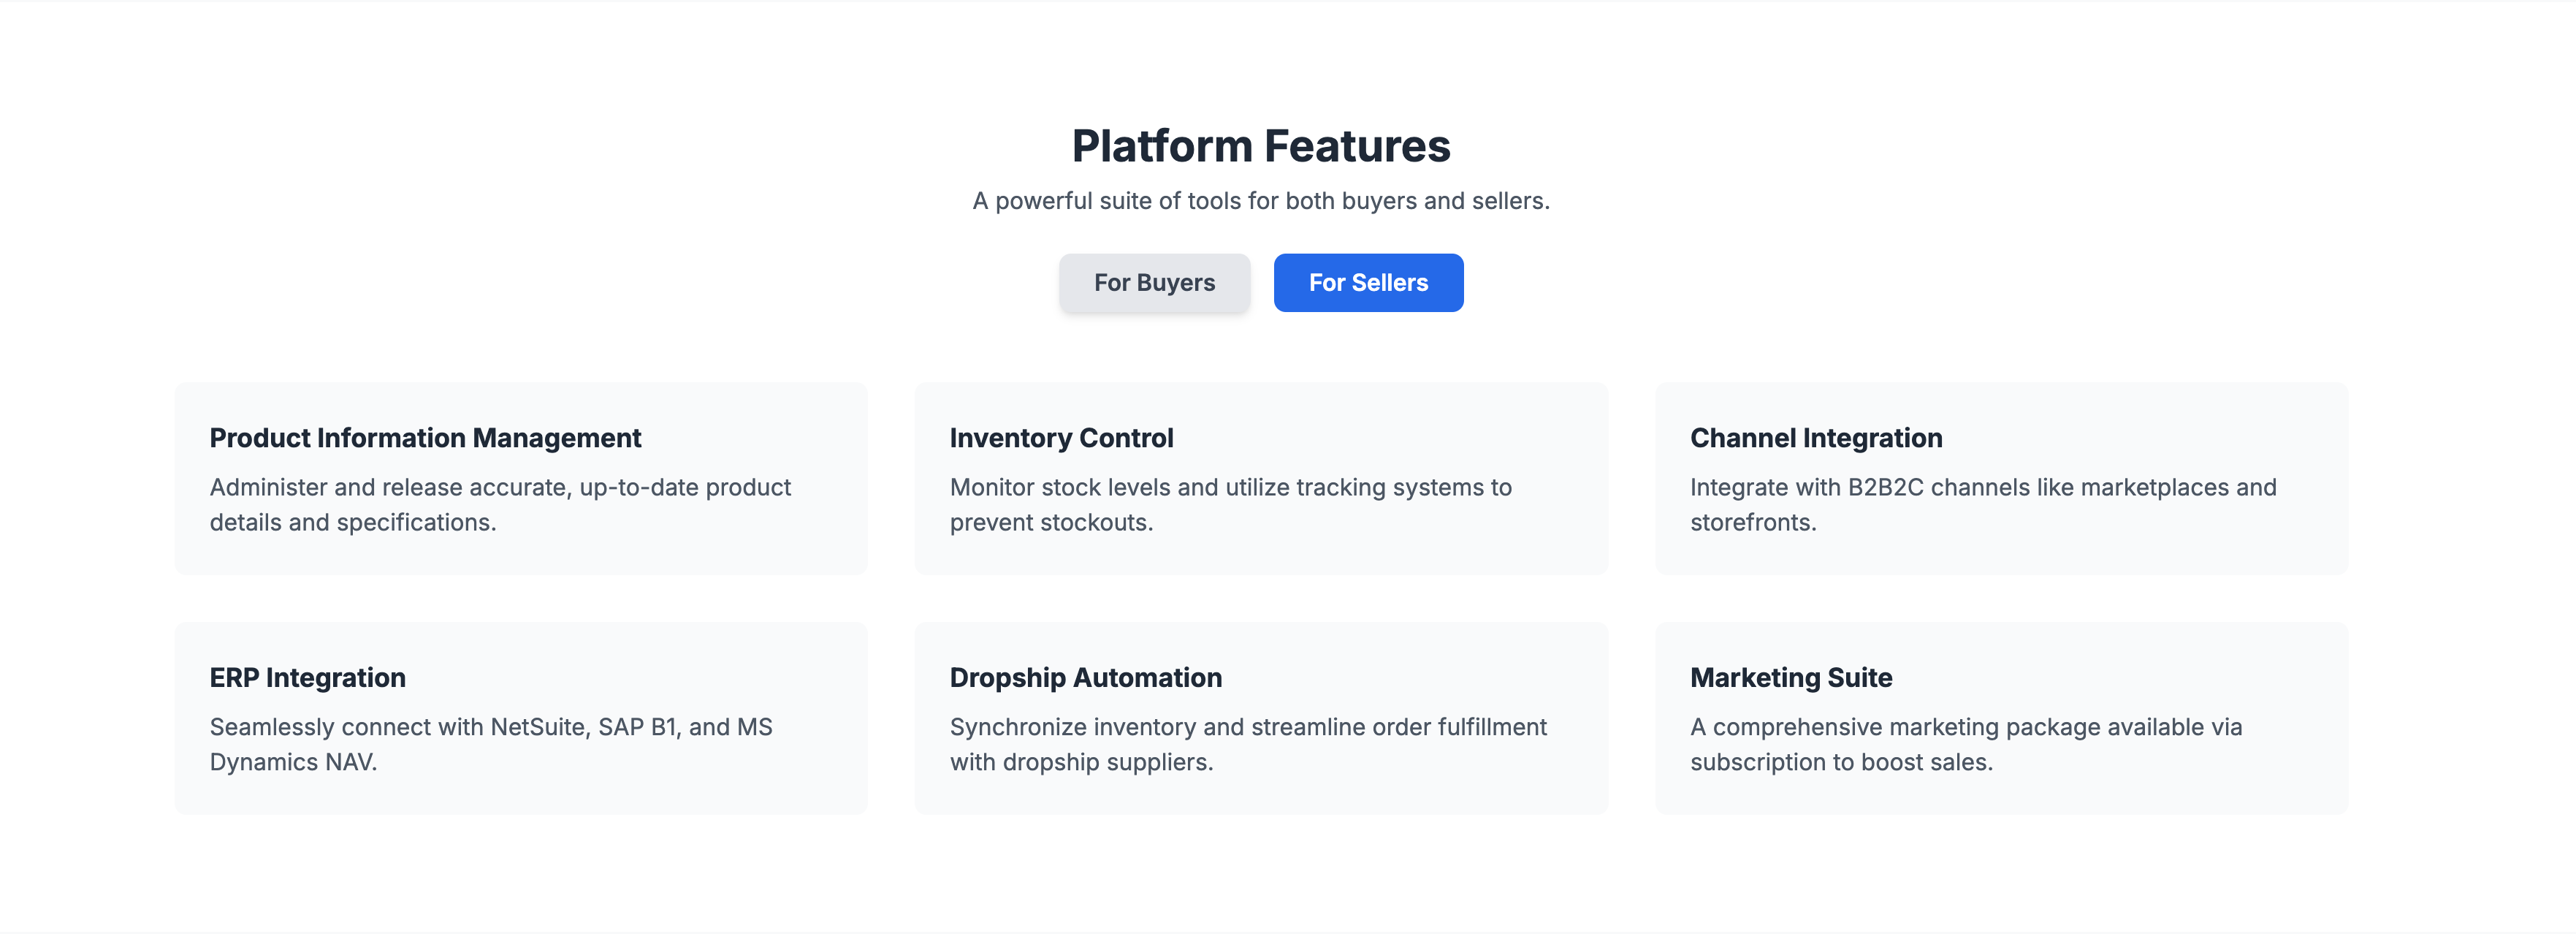 Platform Features
A powerful suite of tools for both buyers and sellers.
For Buyers
For Sellers
Product Information Management
Administer and release accurate, up-to-date product
details and specifications.
Inventory Control
Monitor stock levels and utilize tracking systems to
prevent stockouts.
Channel Integration
Integrate with B2B2C channels like marketplaces and
storefronts.
ERP Integration
Seamlessly connect with NetSuite, SAP B1, and MS
Dynamics NAV.
Dropship Automation
Synchronize inventory and streamline order fulfillment
with dropship suppliers.
Marketing Suite
A comprehensive marketing package available via
subscription to boost sales.